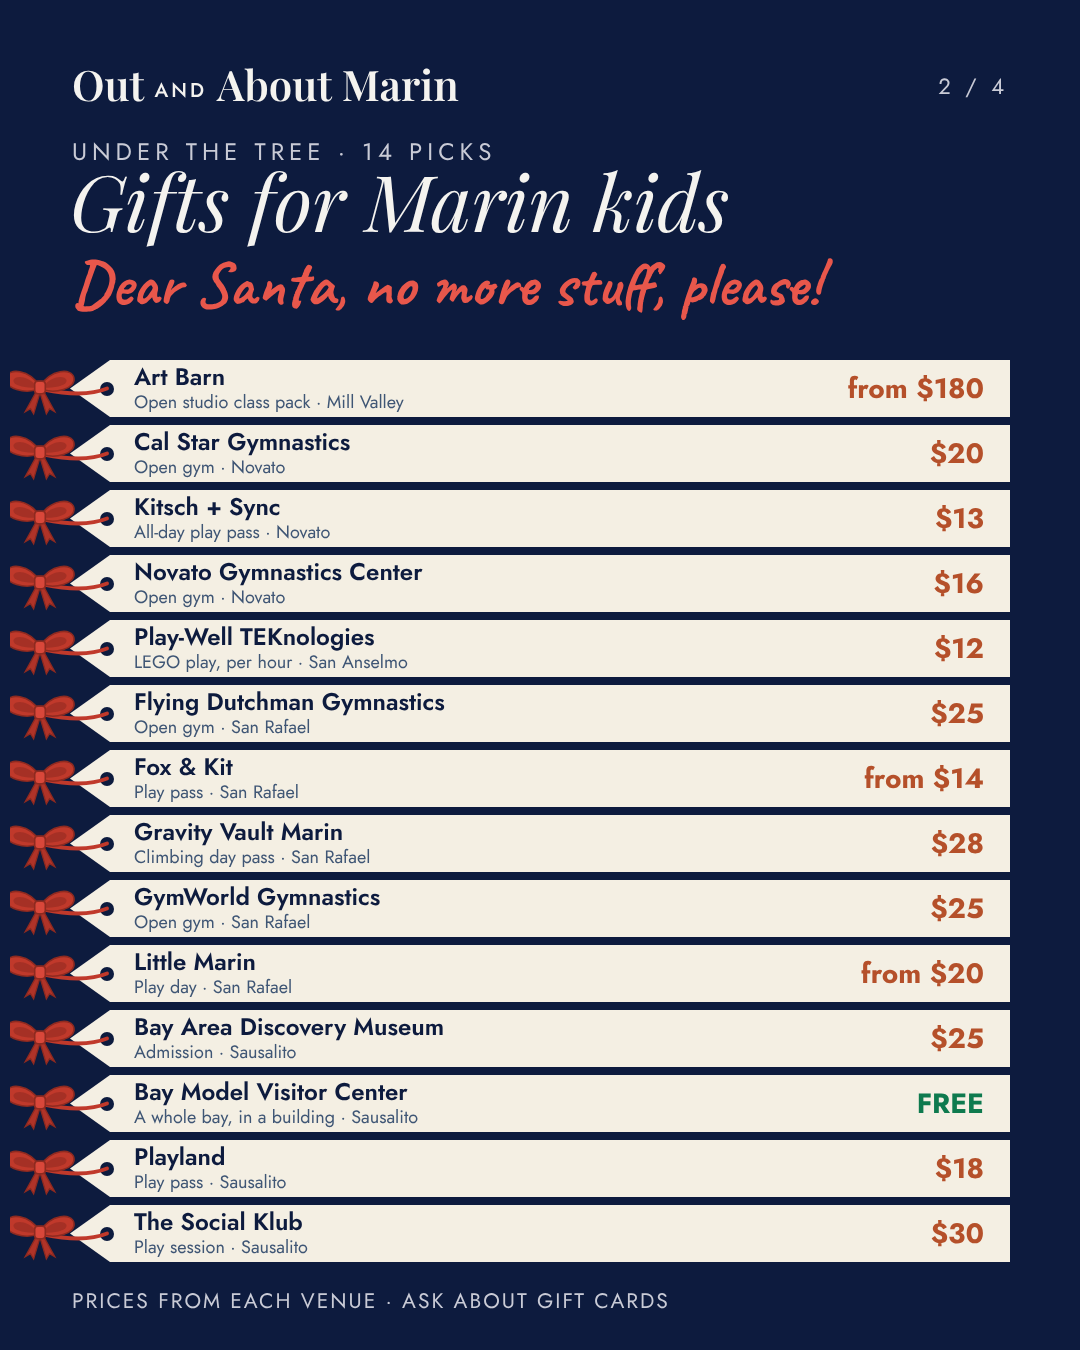 Out AND About Marin
2 / 4
UNDER THE TREE · 14 PICKS
Gifts for Marin kids
Dear Santa, no more stuff, please!
Art Barn
Open studio class pack · Mill Valley
from $180
Cal Star Gymnastics
Open gym · Novato
$20
Kitsch + Sync
All-day play pass · Novato
$13
Novato Gymnastics Center
Open gym · Novato
$16
Play-Well TEKnologies
LEGO play, per hour · San Anselmo
$12
Flying Dutchman Gymnastics
Open gym · San Rafael
$25
Fox & Kit
Play pass · San Rafael
from $14
Gravity Vault Marin
Climbing day pass · San Rafael
$28
GymWorld Gymnastics
Open gym · San Rafael
$25
Little Marin
Play day · San Rafael
from $20
Bay Area Discovery Museum
Admission · Sausalito
$25
Bay Model Visitor Center
A whole bay, in a building · Sausalito
FREE
Playland
Play pass · Sausalito
$18
The Social Klub
Play session · Sausalito
$30
PRICES FROM EACH VENUE · ASK ABOUT GIFT CARDS